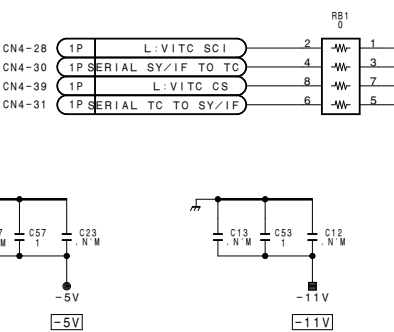 RB1
0
CN4-28 1P L:VITC SCI 2 1
CN4-30 1P SERIAL SY/IF TO TC 4 3
CN4-39 1P L:VITC CS 8 7
CN4-31 1P SERIAL TC TO SY/IF 6 5
7 C57 C23 C13 C53 C12
M 1 .N'M .N'M 1 .N'M
-5V -11V
-5V -11V